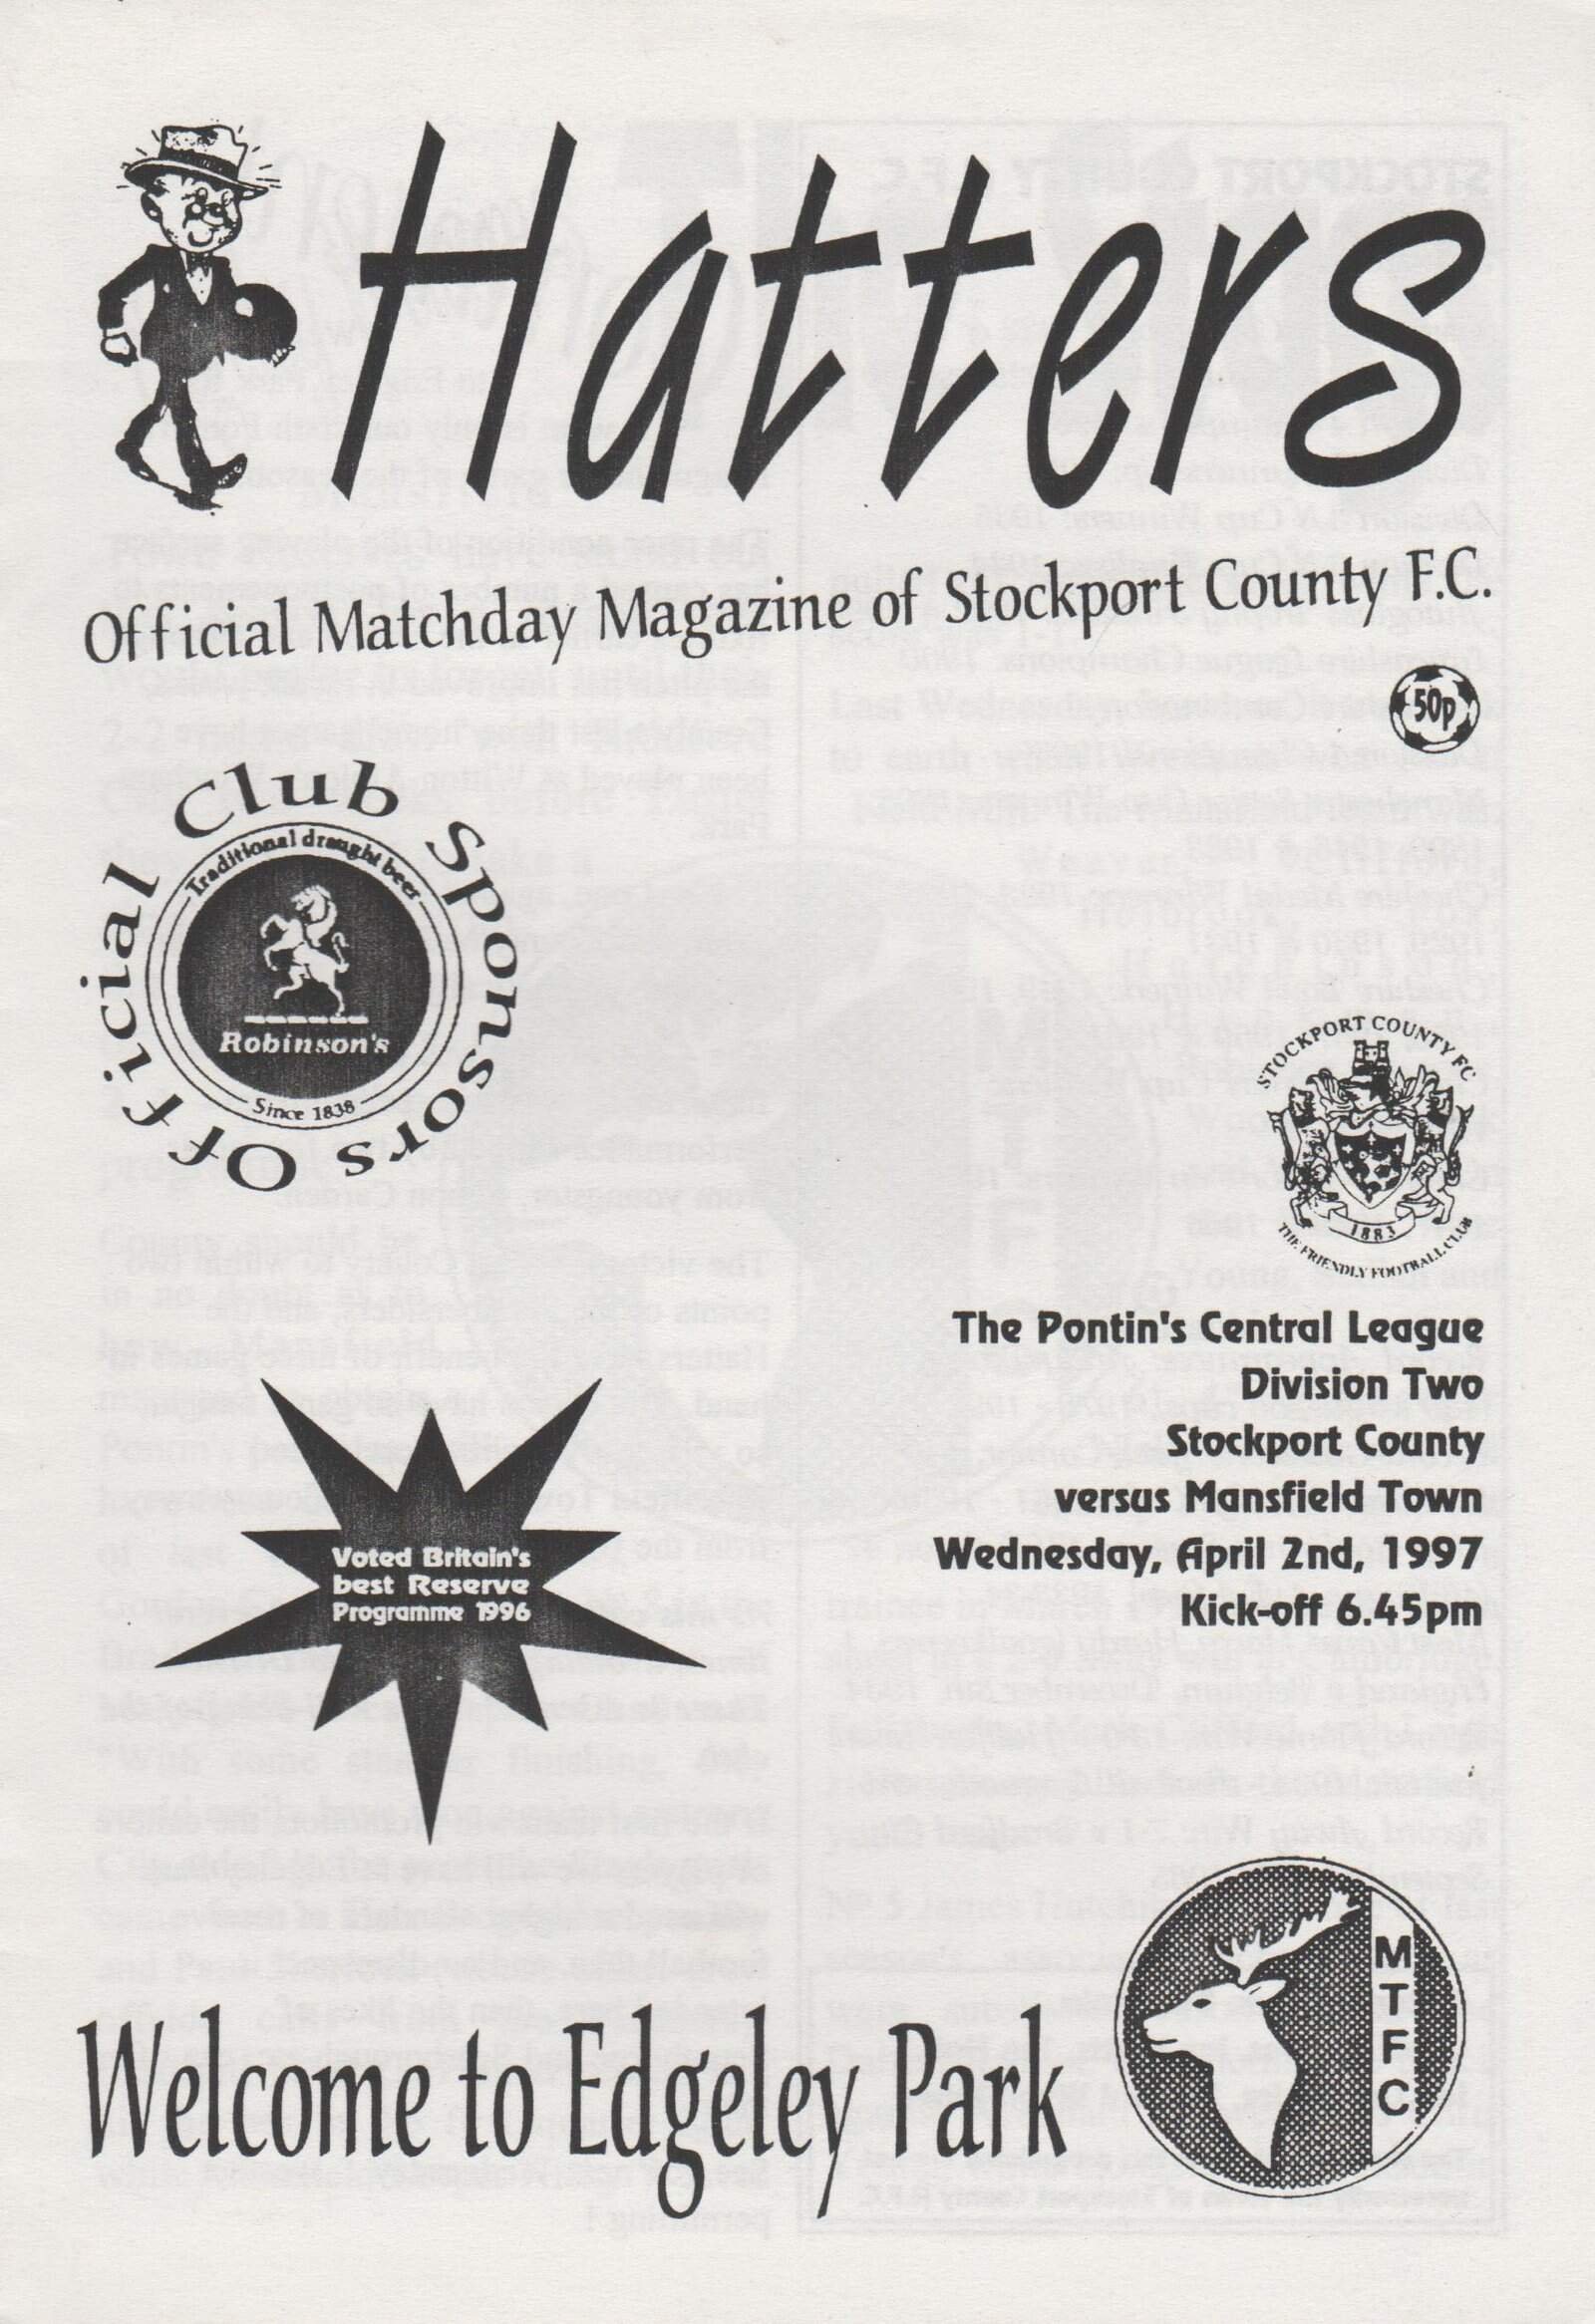 Hatters
Official Matchday Magazine of Stockport County F.C.
50p
Official Club Sponsors
Traditional draught beer
Robinson's
Since 1838
STOCKPORT COUNTY FC
1883
THE FRIENDLY FOOTBALL CLUB
The Pontin's Central League
Division Two
Stockport County
versus Mansfield Town
Wednesday, April 2nd, 1997
Kick-off 6.45pm
Voted Britain's
best Reserve
Programme 1996
Welcome to Edgeley Park
M
T
F
C